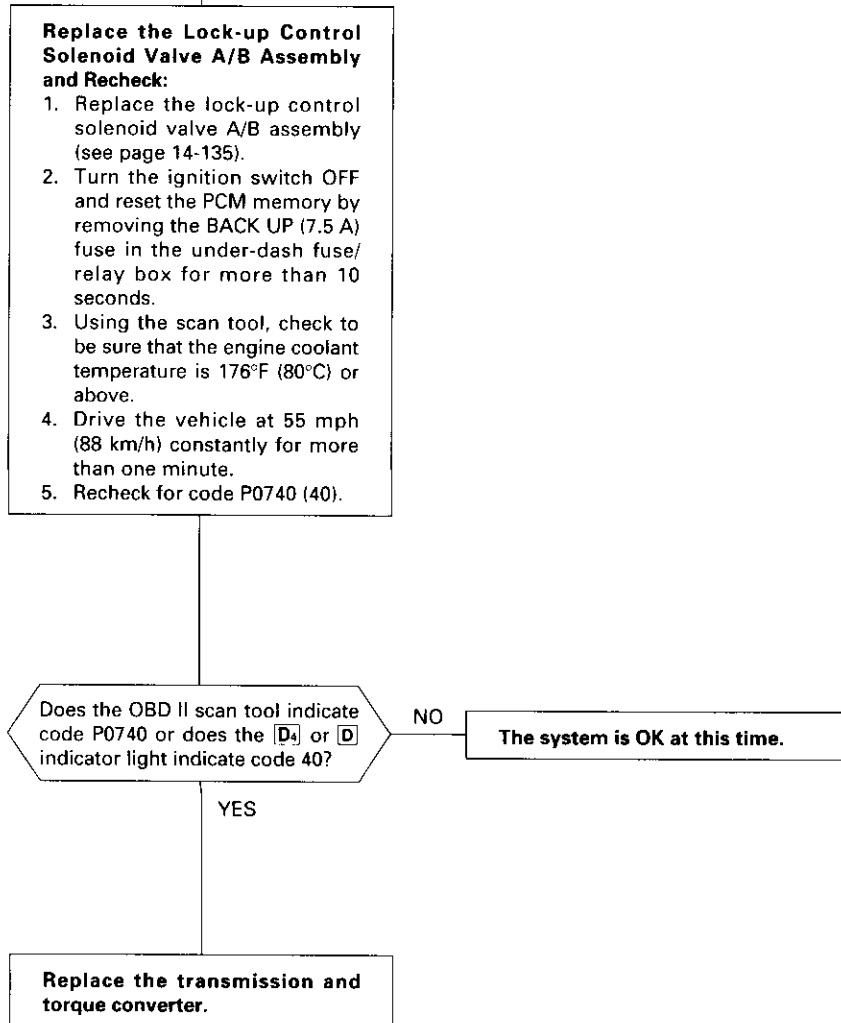 Replace the Lock-up Control
Solenoid Valve A/B Assembly
and Recheck:
1. Replace the lock-up control
solenoid valve A/B assembly
(see page 14-135).
2. Turn the ignition switch OFF
and reset the PCM memory by
removing the BACK UP (7.5 A)
fuse in the under-dash fuse/
relay box for more than 10
seconds.
3. Using the scan tool, check to
be sure that the engine coolant
temperature is 176°F (80°C) or
above.
4. Drive the vehicle at 55 mph
(88 km/h) constantly for more
than one minute.
5. Recheck for code P0740 (40).
Does the OBD II scan tool indicate
code P0740 or does the D4 or D
indicator light indicate code 40?
NO
The system is OK at this time.
YES
Replace the transmission and
torque converter.